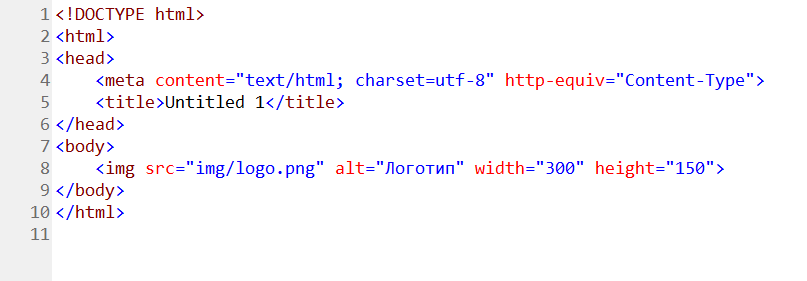 1 <!DOCTYPE html>
2 <html>
3 <head>
4     <meta content="text/html; charset=utf-8" http-equiv="Content-Type">
5     <title>Untitled 1</title>
6 </head>
7 <body>
8     <img src="img/logo.png" alt="Логотип" width="300" height="150">
9 </body>
10 </html>
11